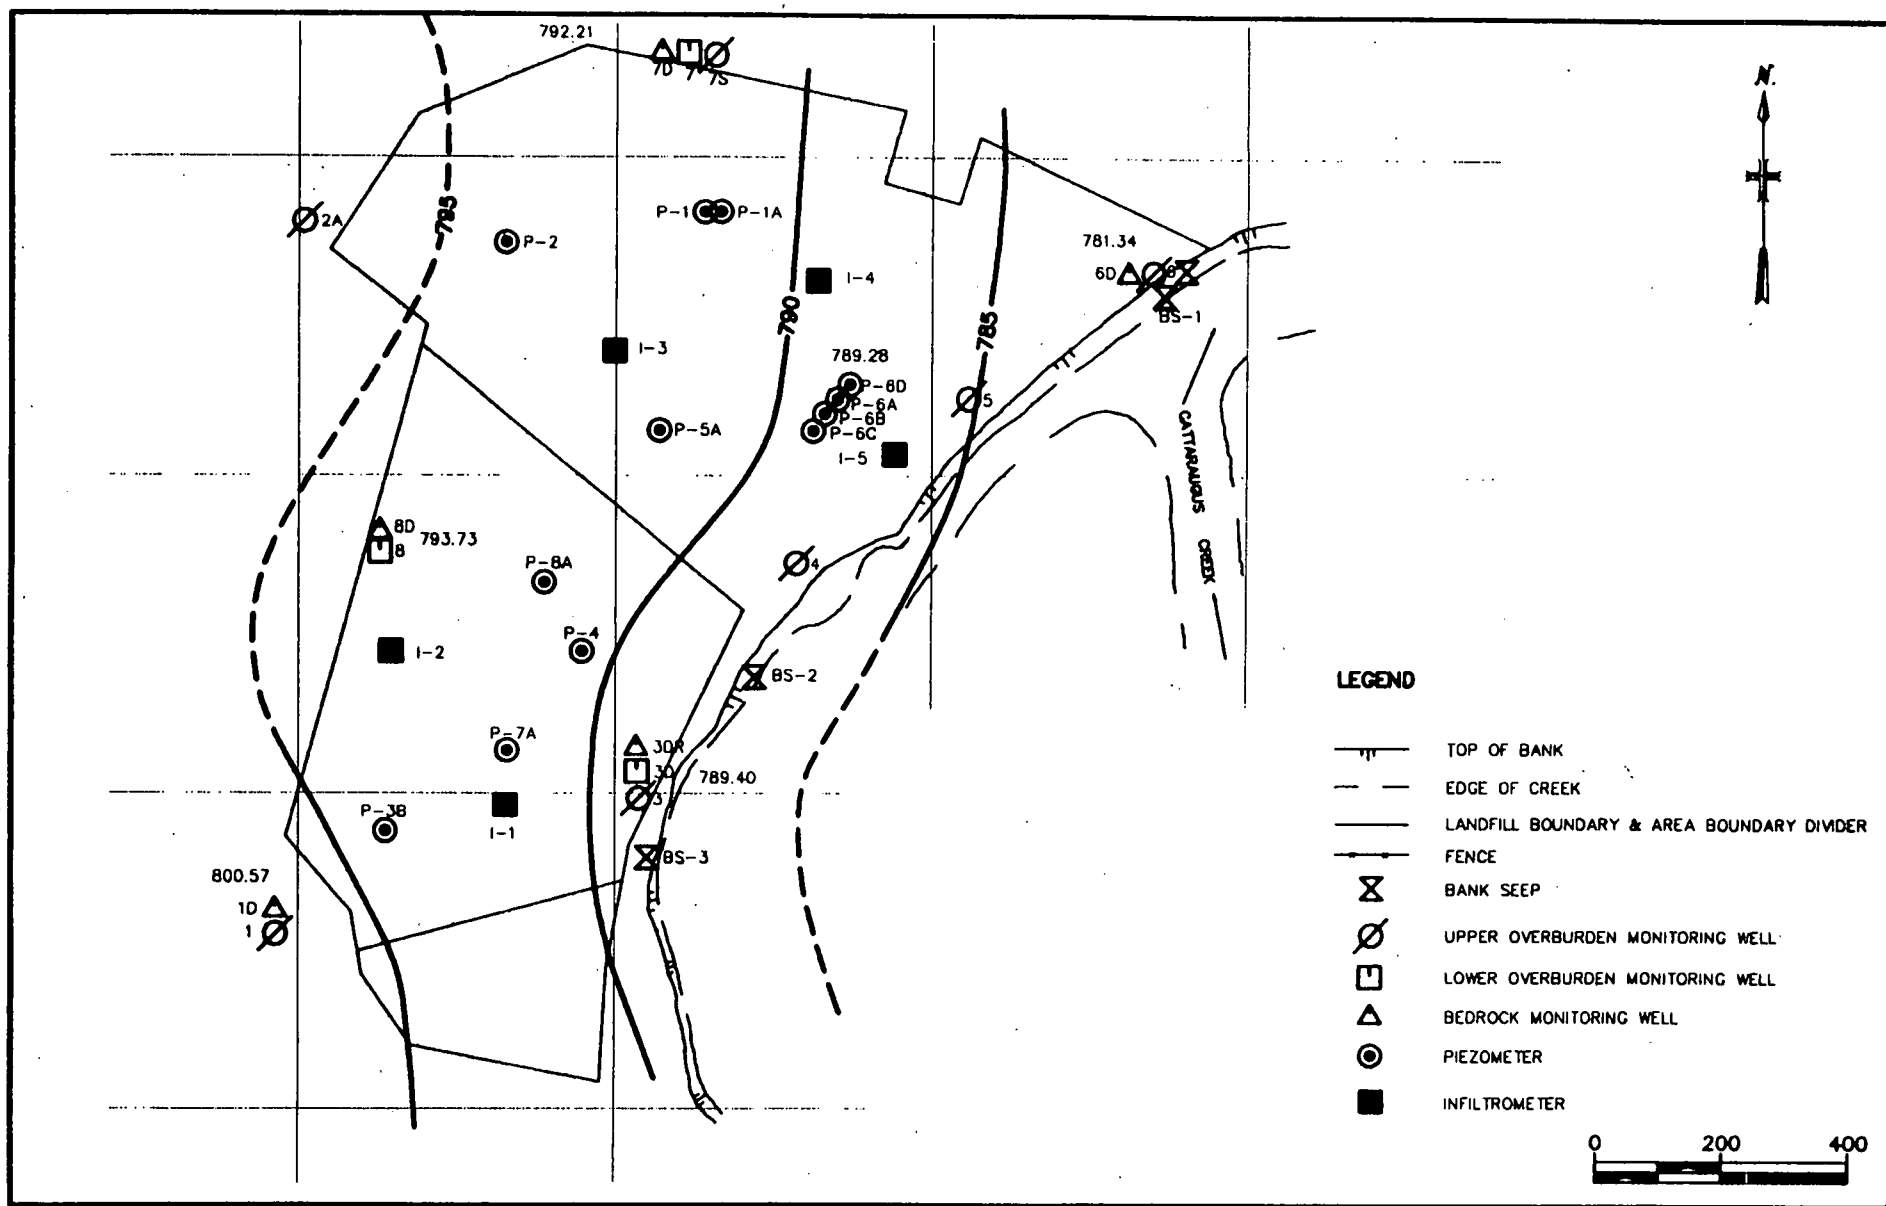 792.21
7D 7 7S
N.
2A
795
P-2
P-1 P-1A
781.34
6D 6
BS-1
I-4
790
785
I-3
789.28
P-6D
P-6A
P-6B
P-6C
5
P-5A
I-5
CATTARAUGUS CREEK
8D
8
793.73
4
P-8A
P-4
I-2
BS-2
P-7A
3DR
3D
789.40
3
P-3B
I-1
BS-3
800.57
1D
1
LEGEND
TOP OF BANK
EDGE OF CREEK
LANDFILL BOUNDARY & AREA BOUNDARY DIVIDER
FENCE
BANK SEEP
UPPER OVERBURDEN MONITORING WELL
LOWER OVERBURDEN MONITORING WELL
BEDROCK MONITORING WELL
PIEZOMETER
INFILTROMETER
0 200 400